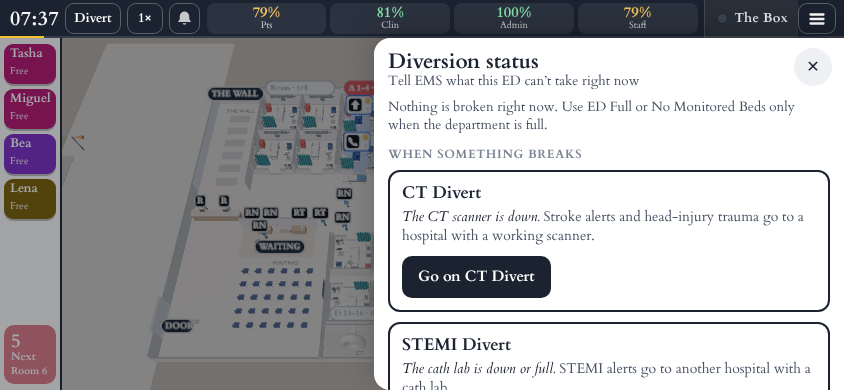 07:37
Divert
1×
79%
Pts
81%
Clin
100%
Admin
79%
Staff
The Box
Tasha
Free
Miguel
Free
Bea
Free
Lena
Free
5
Next
Room 6
THE WALL
R
R
RN
RN
RN
RT
RT
RN
RN
RN
WAITING
WAITING
DOOR
CT
Diversion status
Tell EMS what this ED can't take right now
Nothing is broken right now. Use ED Full or No Monitored Beds only
when the department is full.
WHEN SOMETHING BREAKS
CT Divert
The CT scanner is down. Stroke alerts and head-injury trauma go to a
hospital with a working scanner.
Go on CT Divert
STEMI Divert
The cath lab is down or full. STEMI alerts go to another hospital with a
cath lab.